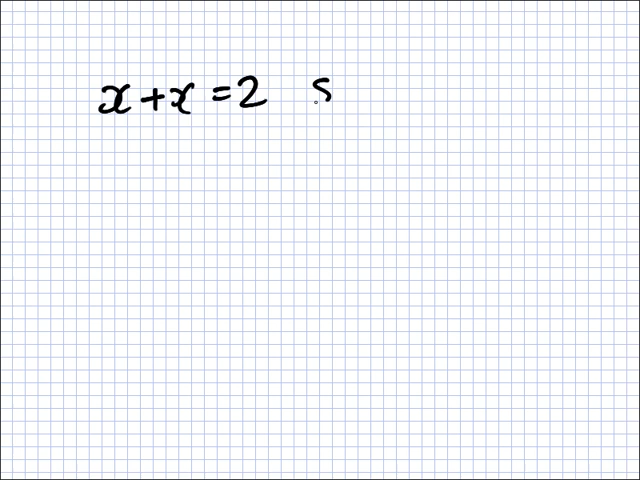 x + x = 2 S